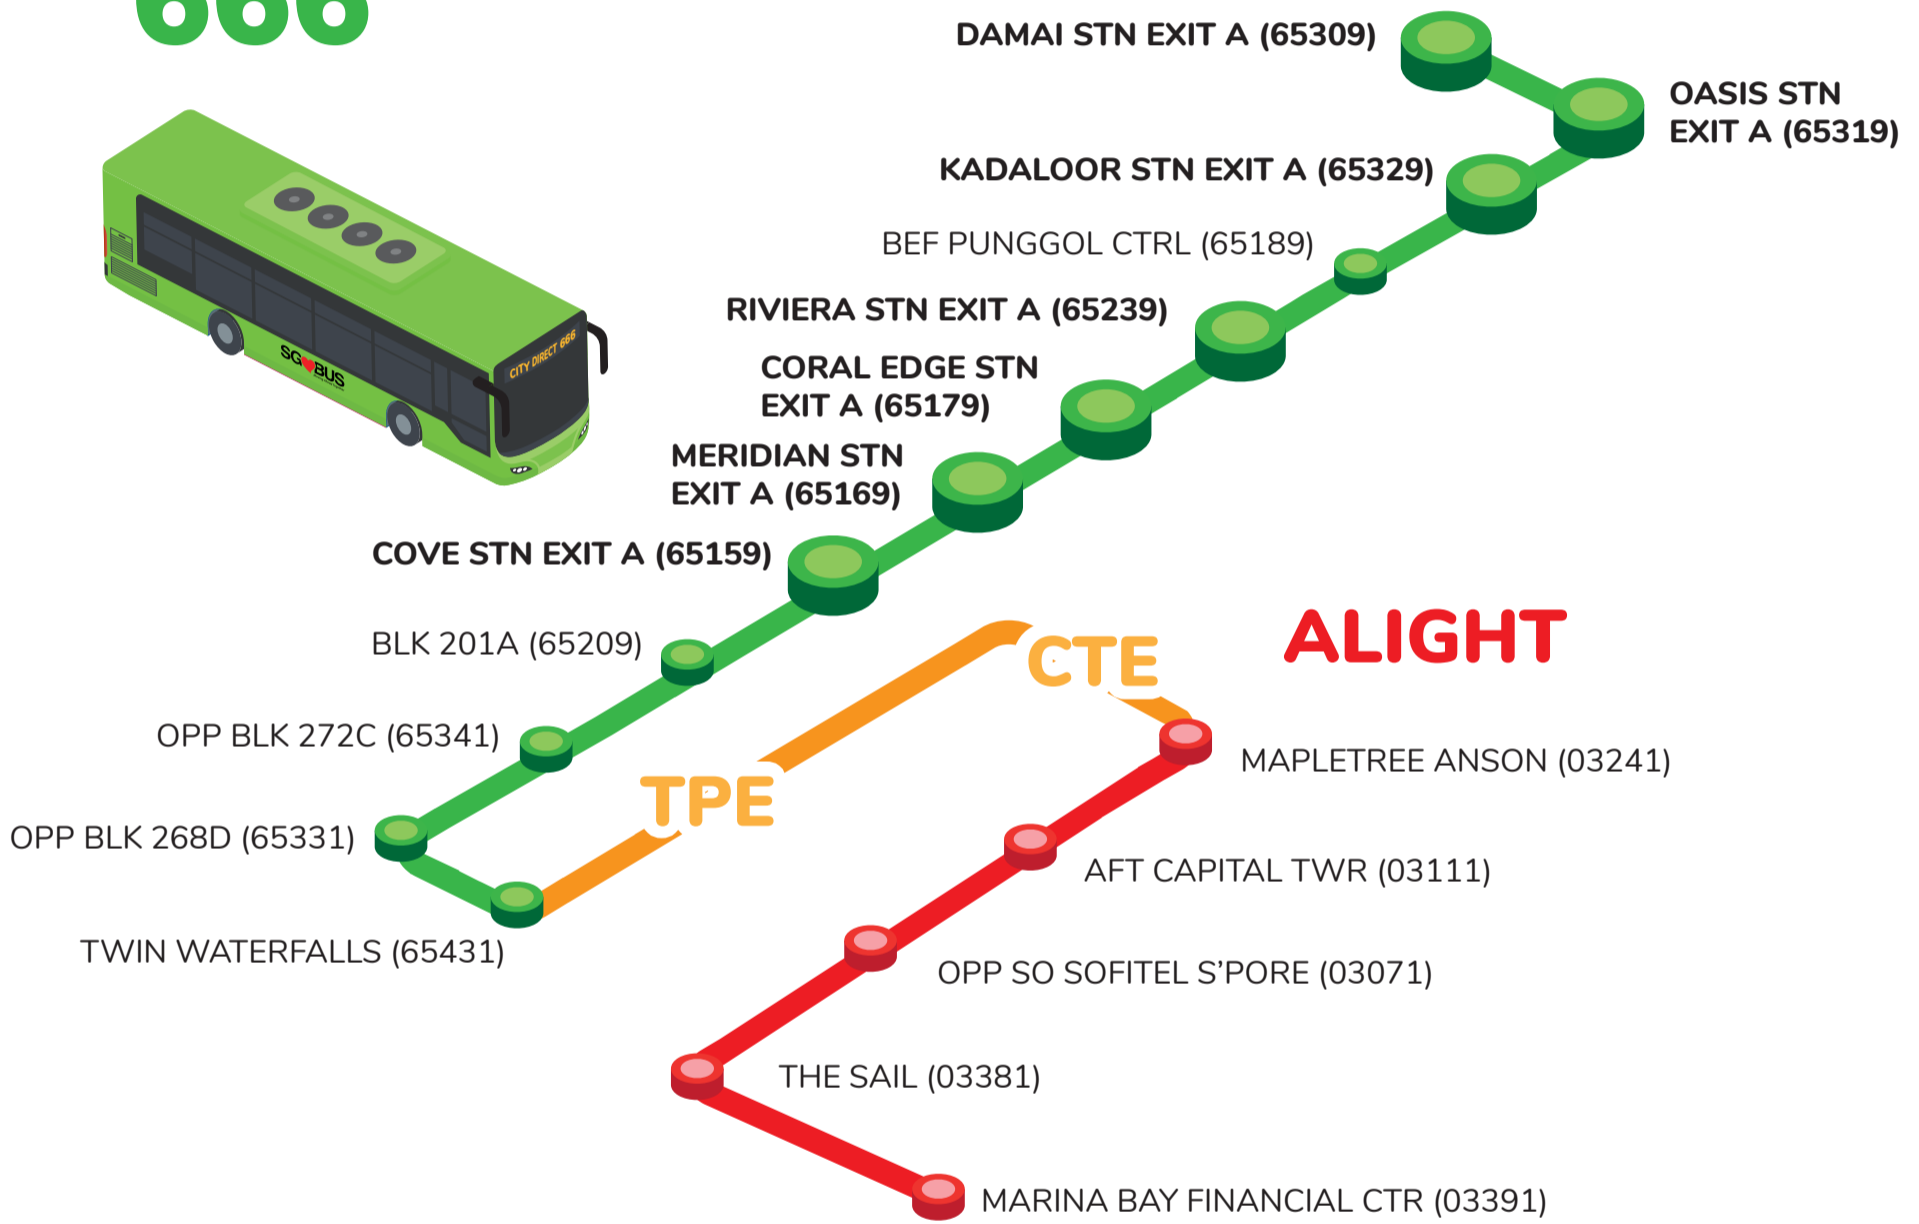 666
DAMAI STN EXIT A (65309)
OASIS STN
EXIT A (65319)
KADALOOR STN EXIT A (65329)
BEF PUNGGOL CTRL (65189)
RIVIERA STN EXIT A (65239)
CORAL EDGE STN
EXIT A (65179)
MERIDIAN STN
EXIT A (65169)
COVE STN EXIT A (65159)
BLK 201A (65209)
OPP BLK 272C (65341)
OPP BLK 268D (65331)
TWIN WATERFALLS (65431)
CITY DIRECT 666
SG♥BUS
TPE
CTE
ALIGHT
MAPLETREE ANSON (03241)
AFT CAPITAL TWR (03111)
OPP SO SOFITEL S’PORE (03071)
THE SAIL (03381)
MARINA BAY FINANCIAL CTR (03391)